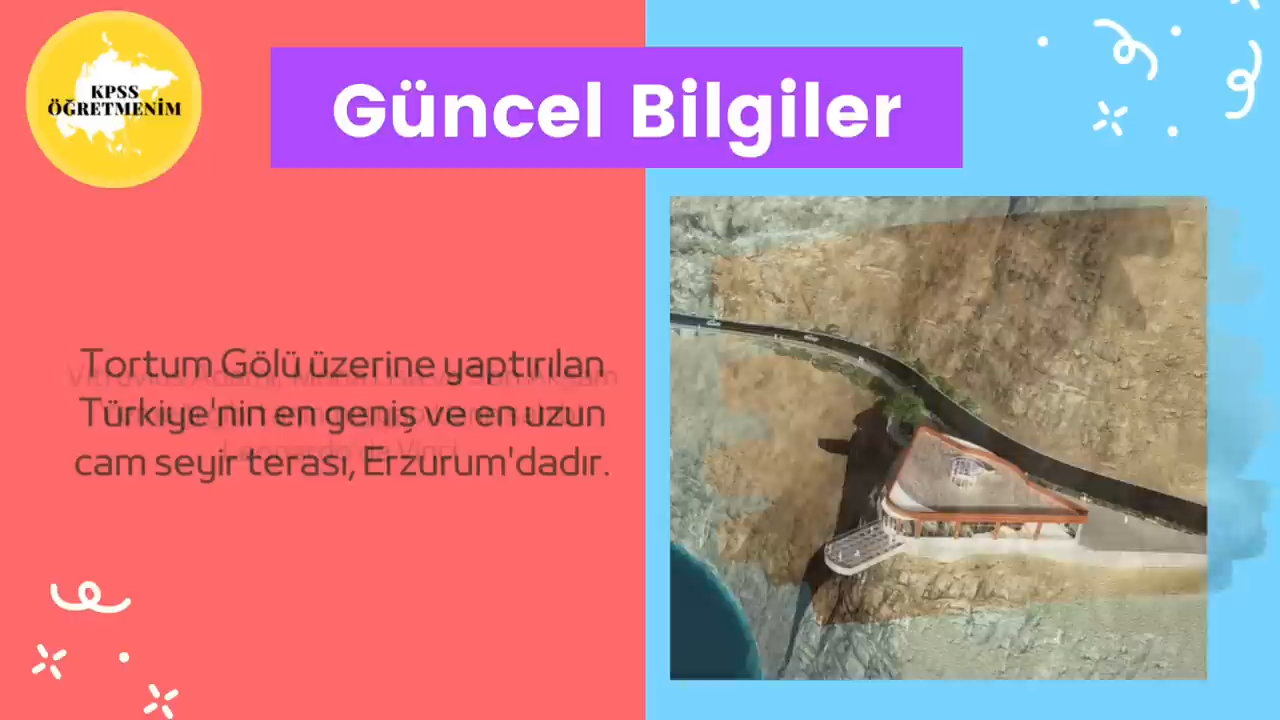 KPSS
ÖĞRETMENİM
Güncel Bilgiler
Tortum Gölü üzerine yaptırılan
Türkiye'nin en geniş ve en uzun
cam seyir terası, Erzurum'dadır.